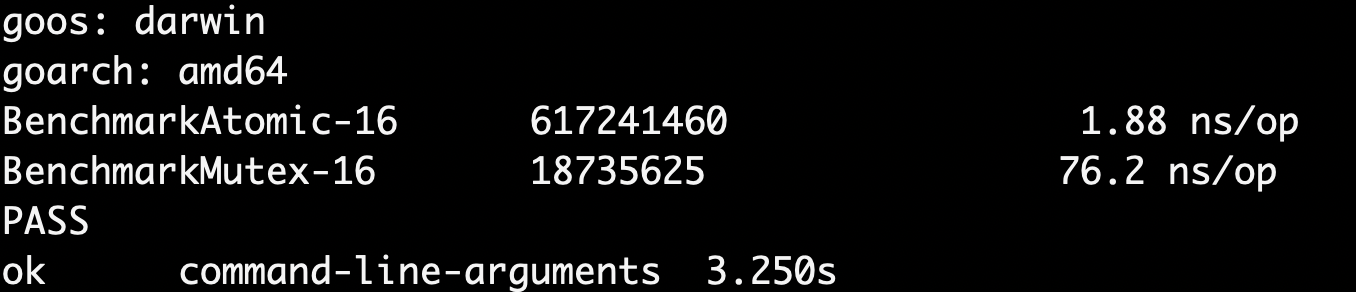 goos: darwin
goarch: amd64
BenchmarkAtomic-16 617241460 1.88 ns/op
BenchmarkMutex-16 18735625 76.2 ns/op
PASS
ok command-line-arguments 3.250s